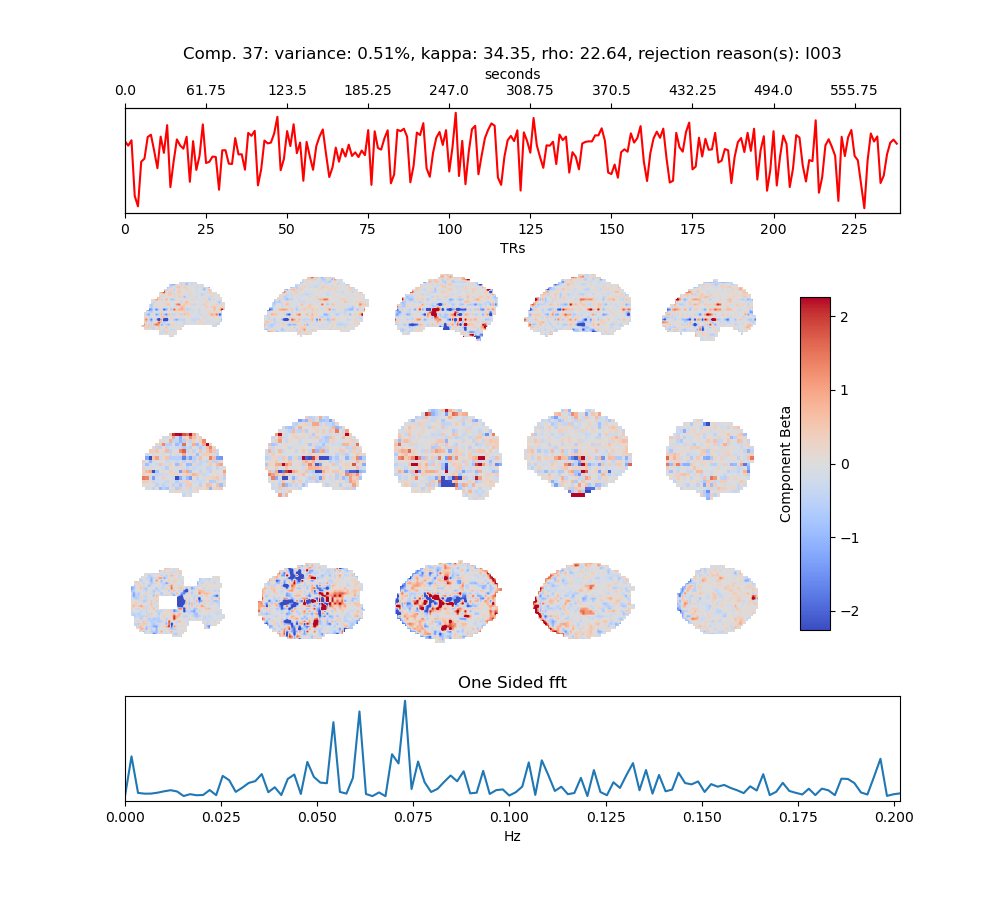 Comp. 37: variance: 0.51%, kappa: 34.35, rho: 22.64, rejection reason(s): I003
seconds
0.0 61.75 123.5 185.25 247.0 308.75 370.5 432.25 494.0 555.75
0 25 50 75 100 125 150 175 200 225
TRs
2
1
0
−1
−2
Component Beta
One Sided fft
0.000 0.025 0.050 0.075 0.100 0.125 0.150 0.175 0.200
Hz